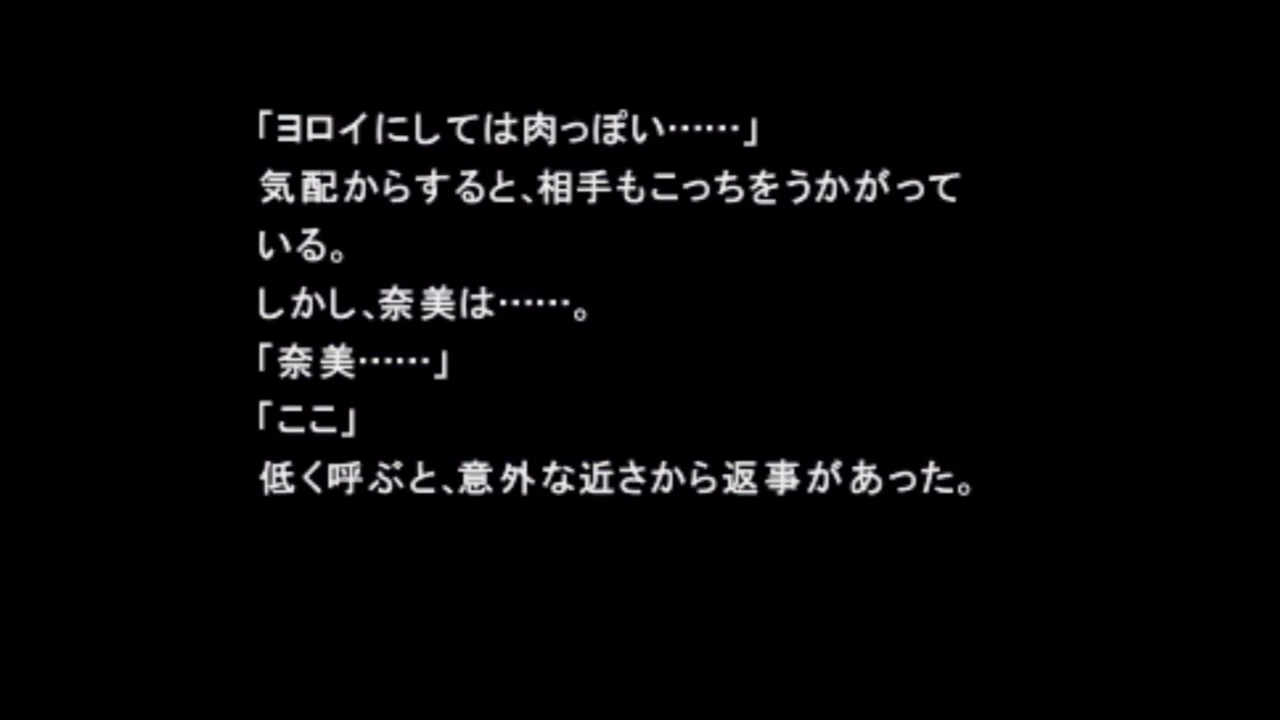 「ヨロイにしては肉っぽい……」
気配からすると、相手もこっちをうかがって
いる。
しかし、奈美は……。
「奈美……」
「ここ」
低く呼ぶと、意外な近さから返事があった。